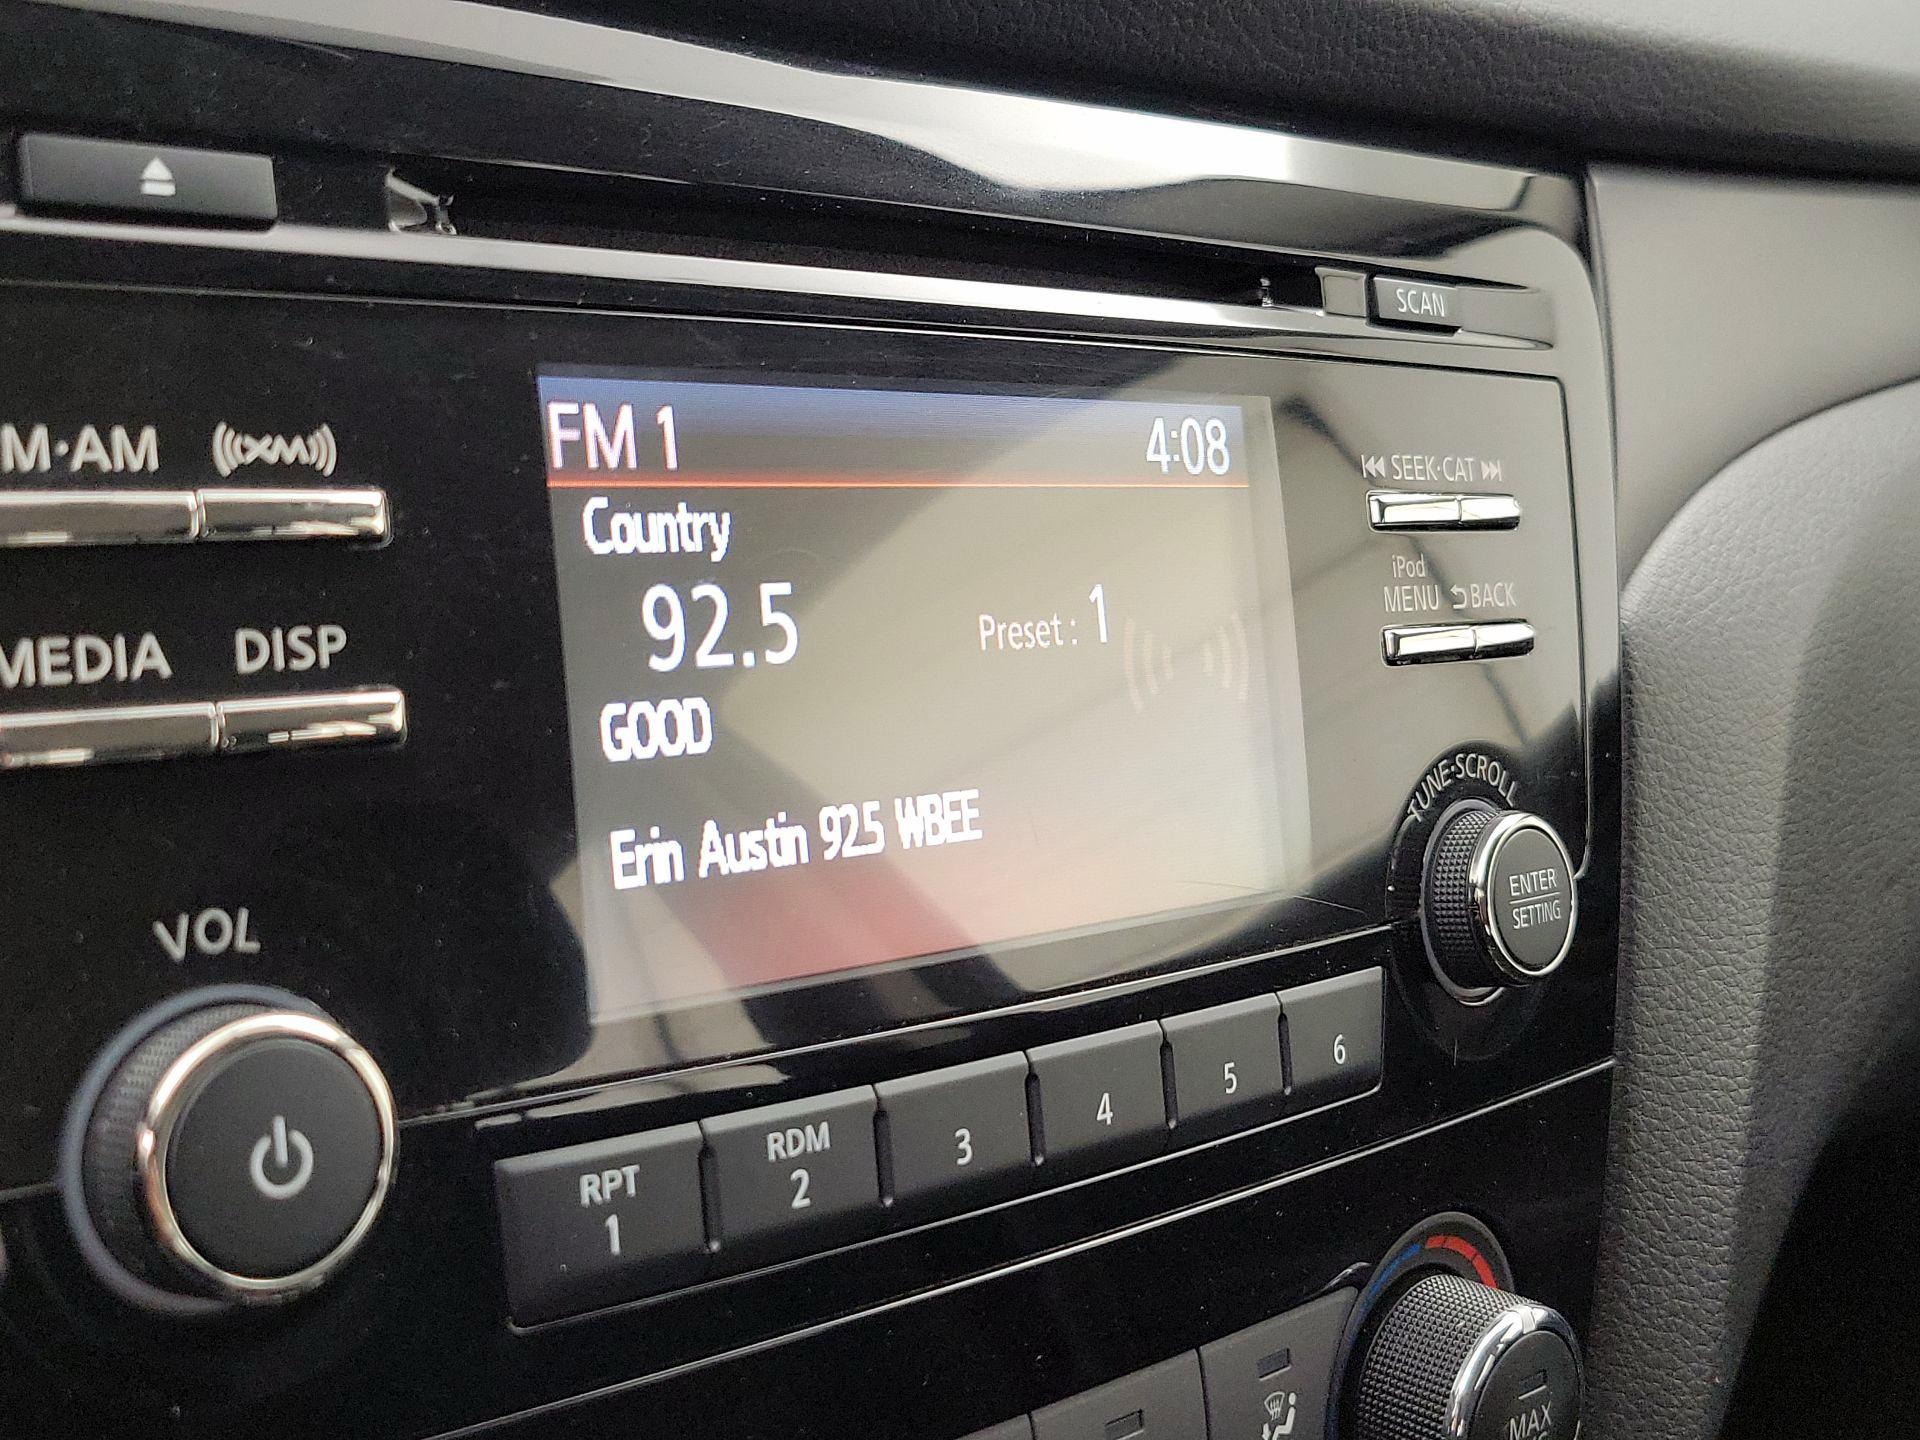 SCAN
M·AM XM
FM 1 4:08
SEEK·CAT
Country
iPod
MENU BACK
92.5 Preset: 1
MEDIA DISP
GOOD
TUNE·SCROLL
Erin Austin 92.5 WBEE
ENTER
SETTING
VOL
RPT
1
RDM
2
3
4
5
6
MAX